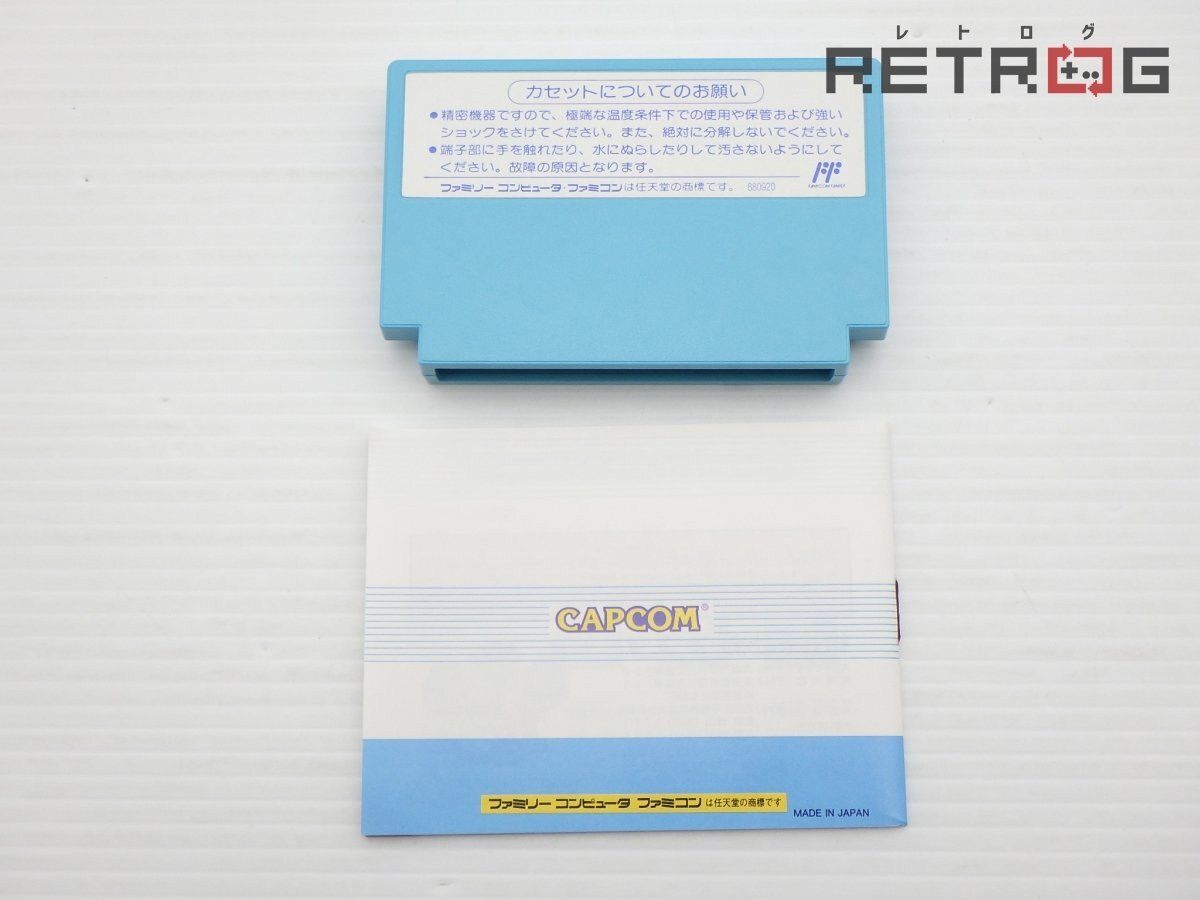 レトログ
RETROG
カセットについてのお願い
●精密機器ですので、極端な温度条件下での使用や保管および強い
ショックをさけてください。また、絶対に分解しないでください。
●端子部に手を触れたり、水にぬらしたりして汚さないようにして
ください。故障の原因となります。
ファミリーコンピュータ・ファミコンは任天堂の商標です。 880920
CAPCOM®
ファミリーコンピュータ ファミコンは任天堂の商標です
MADE IN JAPAN